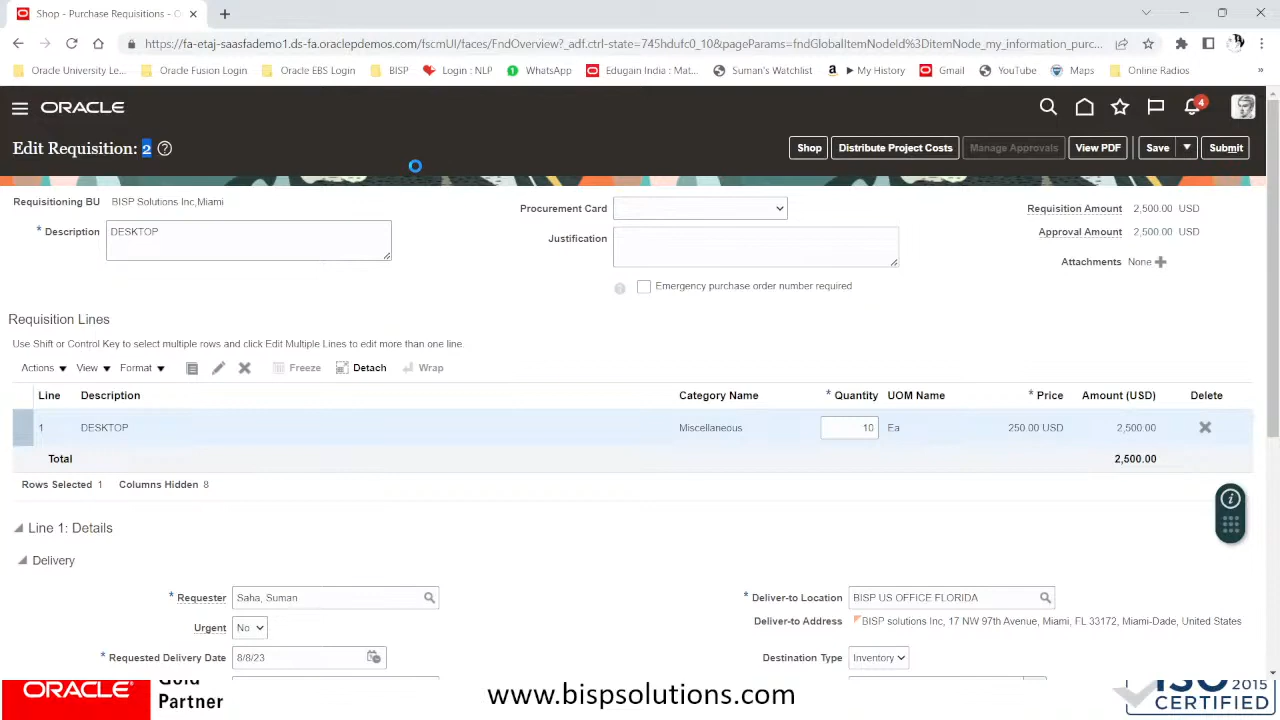 Shop - Purchase Requisitions - O
https://fa-etaj-saasfademo1.ds-fa.oraclepdemos.com/fscmUI/faces/FndOverview?_adf.ctrl-state=745hdufc0_10&pageParams=fndGlobalItemNodeId%3DitemNode_my_information_purc...
Oracle University Le... Oracle Fusion Login Oracle EBS Login BISP Login : NLP WhatsApp Edugain India : Mat... Suman's Watchlist ▶ My History Gmail YouTube Maps Online Radios »
ORACLE 4
Edit Requisition: 2 Shop Distribute Project Costs Manage Approvals View PDF Save Submit
Requisitioning BU BISP Solutions Inc,Miami Procurement Card Requisition Amount 2,500.00 USD
* Description DESKTOP Justification Approval Amount 2,500.00 USD
Attachments None
Emergency purchase order number required
Requisition Lines
Use Shift or Control Key to select multiple rows and click Edit Multiple Lines to edit more than one line.
Actions View Format Freeze Detach Wrap
Line Description Category Name * Quantity UOM Name * Price Amount (USD) Delete
1 DESKTOP Miscellaneous 10 Ea 250.00 USD 2,500.00
Total 2,500.00
Rows Selected 1 Columns Hidden 8
Line 1: Details
Delivery
* Requester Saha, Suman * Deliver-to Location BISP US OFFICE FLORIDA
Urgent No Deliver-to Address BISP solutions Inc, 17 NW 97th Avenue, Miami, FL 33172, Miami-Dade, United States
* Requested Delivery Date 8/8/23 Destination Type Inventory
ORACLE Gold Partner
www.bispsolutions.com
ISO 2015 CERTIFIED